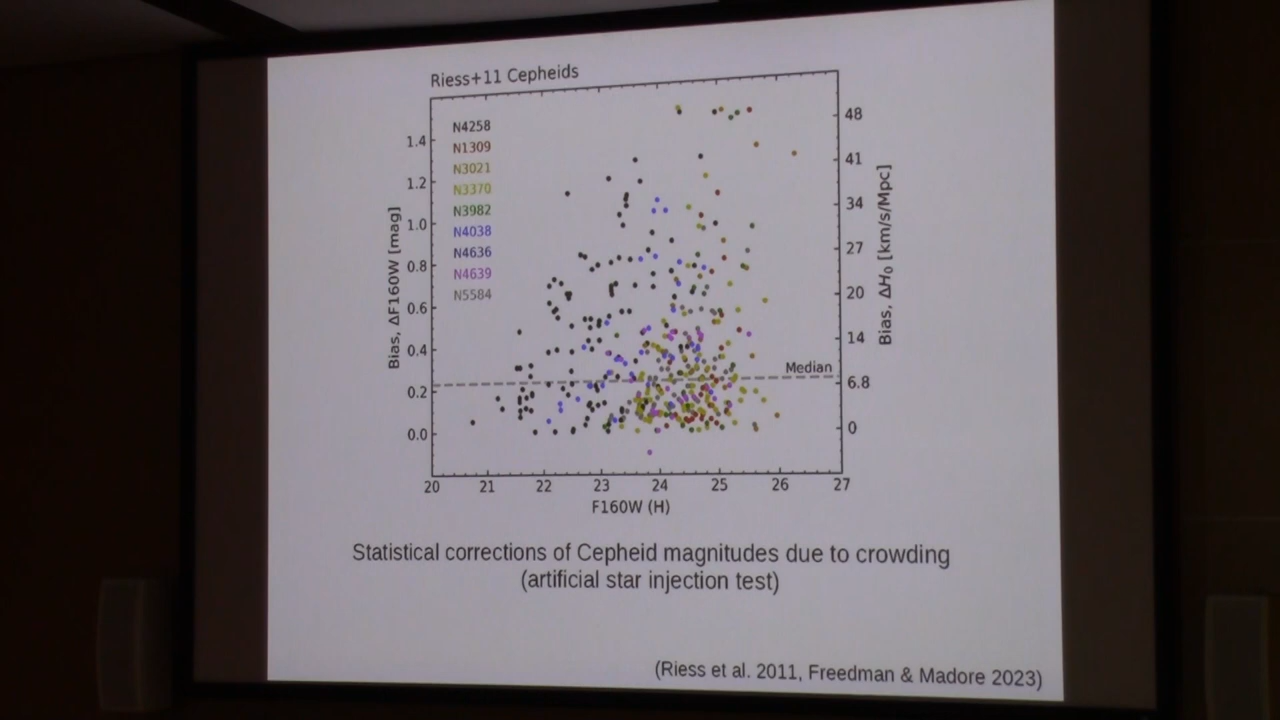 Riess+11 Cepheids
N4258
N1309
N3021
N3370
N3982
N4038
N4636
N4639
N5584
Bias, ΔF160W [mag]
1.4
1.2
1.0
0.8
0.6
0.4
0.2
0.0
48
41
34
27
20
14
6.8
0
Bias, ΔH₀ [km/s/Mpc]
Median
20 21 22 23 24 25 26 27
F160W (H)
Statistical corrections of Cepheid magnitudes due to crowding
(artificial star injection test)
(Riess et al. 2011, Freedman & Madore 2023)